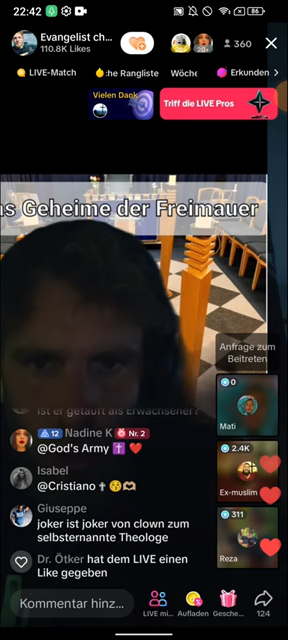 22:42
86
Evangelist ch...
110.8K Likes
20+
360
LIVE-Match
:he Rangliste
Woche
Erkunden
Vielen Dank
Triff die LIVE Pros
as Geheime der Freimauer
Anfrage zum
Beitreten
0
Mati
ist er getauft als Erwachsener?
12 Nadine K Nr. 2
@God's Army ✝️ ❤️
2.4K
Ex-muslim
Isabel
@Cristiano ✝ 😚🫶🏼
Giuseppe
joker ist joker von clown zum
selbsternannte Theologe
311
Reza
Dr. Ötker hat dem LIVE einen
Like gegeben
Kommentar hinz...
LIVE mi...
Aufladen
Gesche...
124